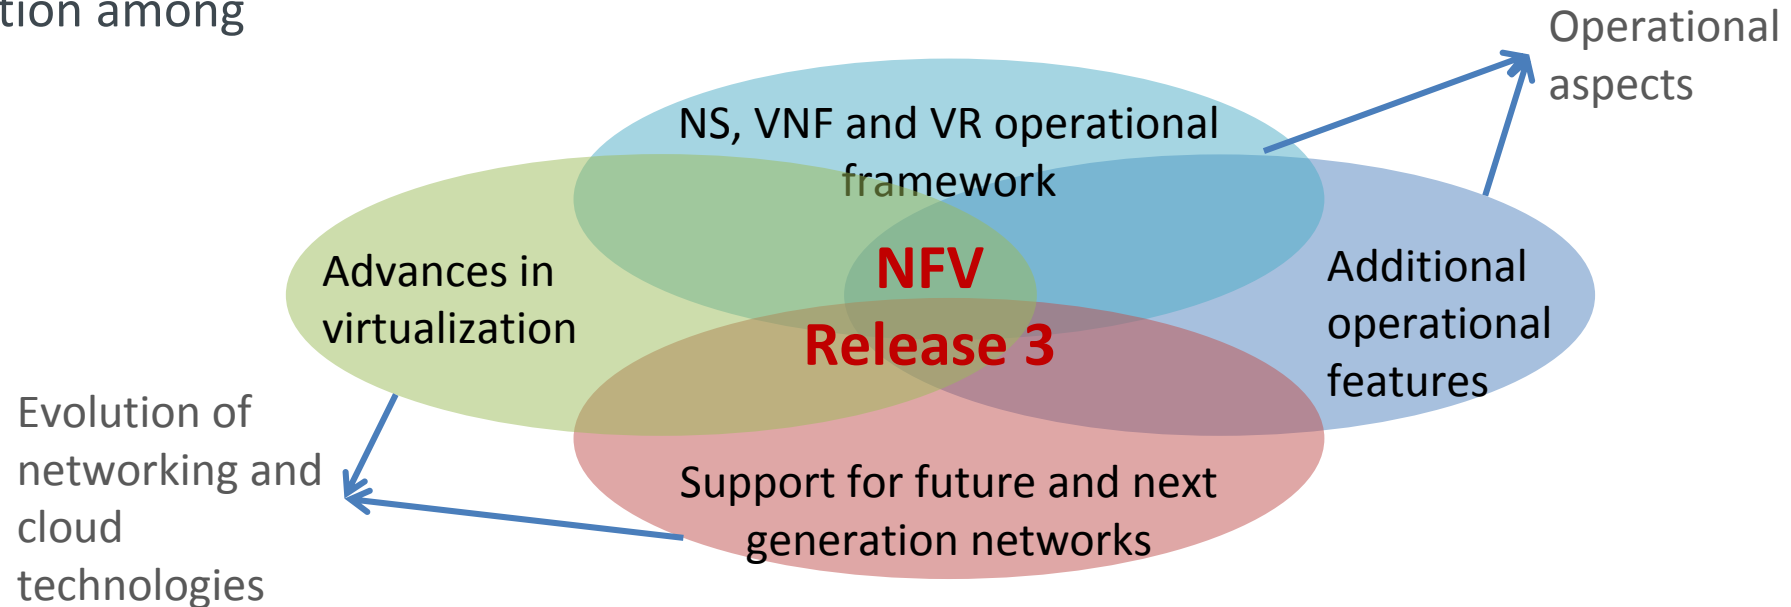 among
Operational
aspects
NS, VNF and VR operational
framework
Advances in
virtualization
NFV
Release 3
Additional
operational
features
Evolution of
networking and
cloud
technologies
Support for future and next
generation networks